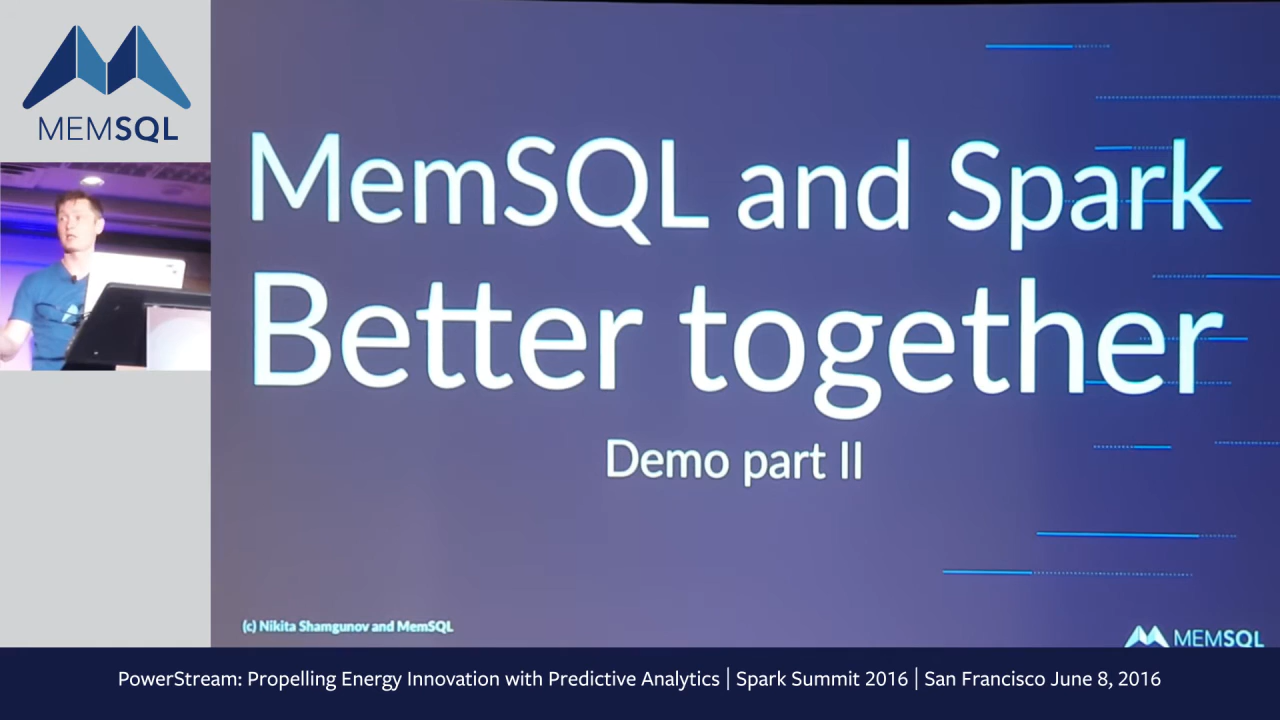 MEMSQL
MemSQL and Spark
Better together
Demo part II
(c) Nikita Shamgunov and MemSQL
MEMSQL
PowerStream: Propelling Energy Innovation with Predictive Analytics | Spark Summit 2016 | San Francisco June 8, 2016